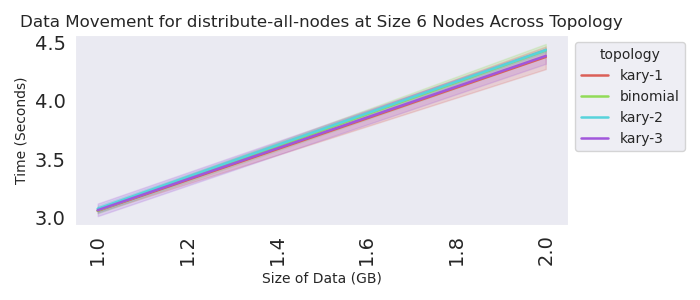 Data Movement for distribute-all-nodes at Size 6 Nodes Across Topology
Time (Seconds)
4.5
4.0
3.5
3.0
1.0
1.2
1.4
1.6
1.8
2.0
Size of Data (GB)
topology
kary-1
binomial
kary-2
kary-3